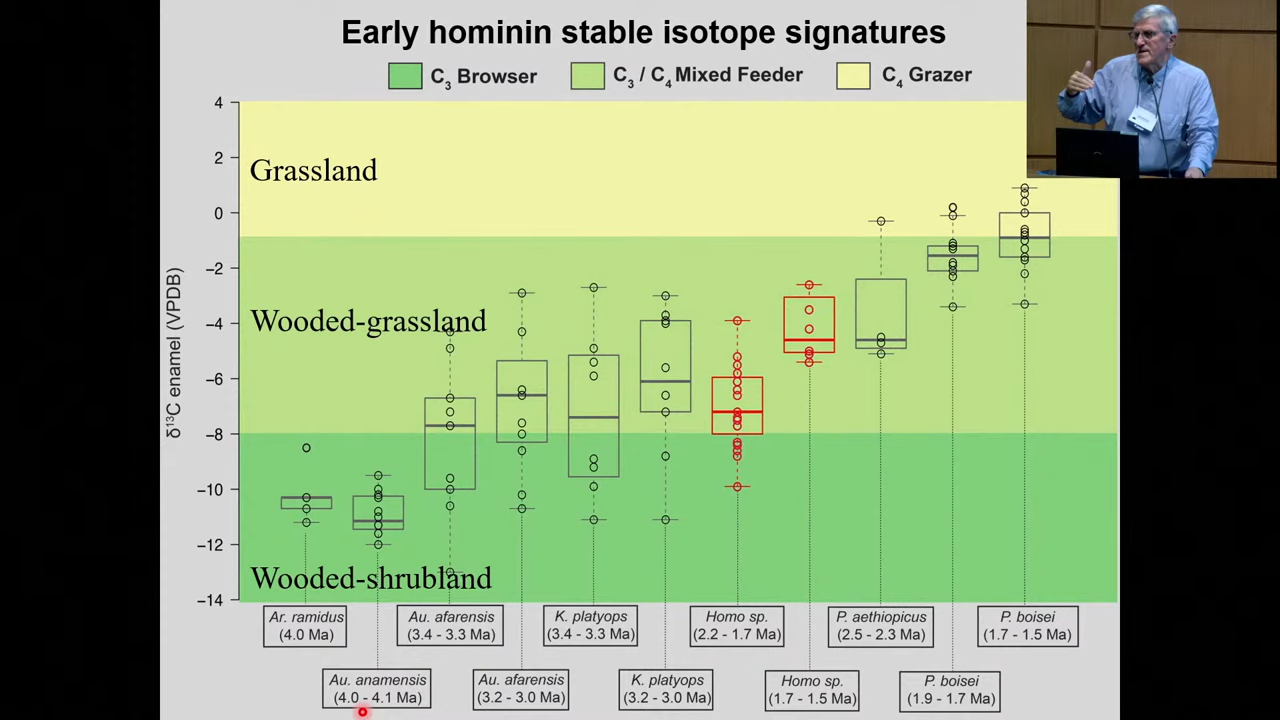 Early hominin stable isotope signatures
C3 Browser
C3 / C4 Mixed Feeder
C4 Grazer
δ13C enamel (VPDB)
4
2
0
−2
−4
−6
−8
−10
−12
−14
Grassland
Wooded-grassland
Wooded-shrubland
Ar. ramidus
(4.0 Ma)
Au. anamensis
(4.0 - 4.1 Ma)
Au. afarensis
(3.4 - 3.3 Ma)
Au. afarensis
(3.2 - 3.0 Ma)
K. platyops
(3.4 - 3.3 Ma)
K. platyops
(3.2 - 3.0 Ma)
Homo sp.
(2.2 - 1.7 Ma)
Homo sp.
(1.7 - 1.5 Ma)
P. aethiopicus
(2.5 - 2.3 Ma)
P. boisei
(1.9 - 1.7 Ma)
P. boisei
(1.7 - 1.5 Ma)